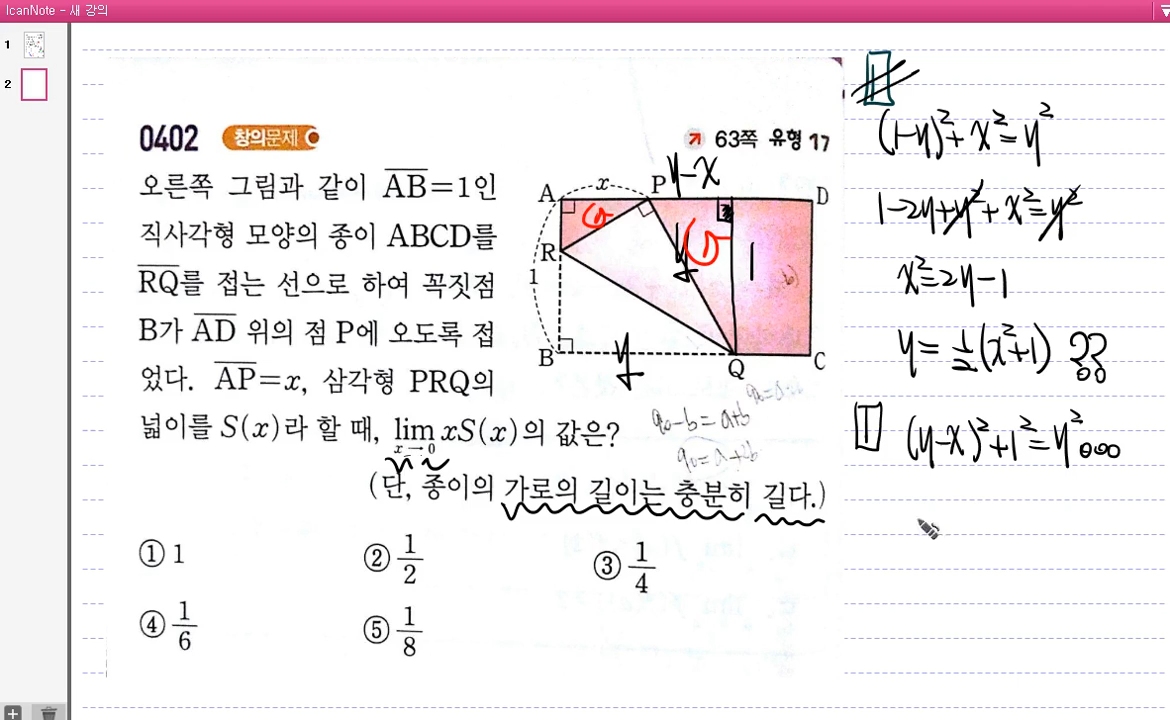 IcanNote - 새 강의
1
2
0402 창의문제
63쪽 유형 17
오른쪽 그림과 같이 AB=1인
직사각형 모양의 종이 ABCD를
RQ를 접는 선으로 하여 꼭짓점
B가 AD 위의 점 P에 오도록 접
었다. AP=x, 삼각형 PRQ의
넓이를 S(x)라 할 때, lim x→0 xS(x)의 값은?
(단, 종이의 가로의 길이는 충분히 길다.)
① 1
② 1/2
③ 1/4
④ 1/6
⑤ 1/8
A x P y-x D
R
1
y
1
B y Q C
(1-y)²+x²=y²
1-2y+y²+x²=y²
x²=2y-1
y=1/2(x²+1)
(y-x)²+1²=y²